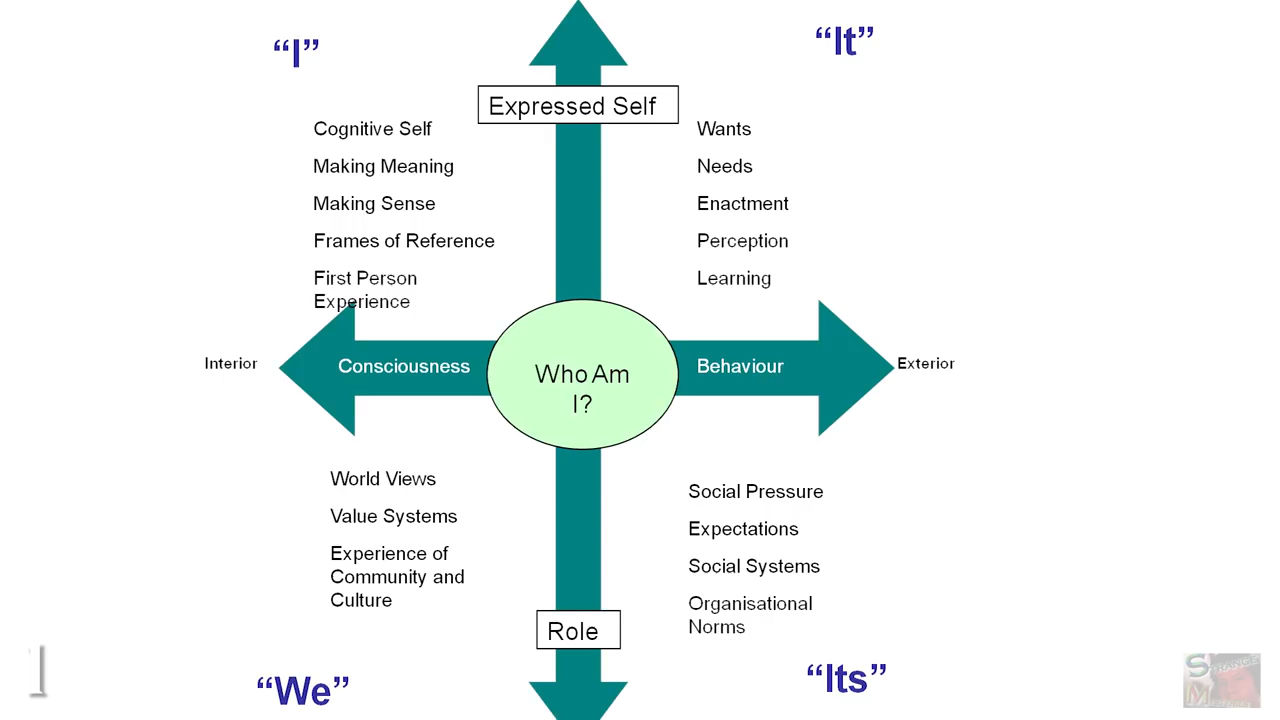 “I”
“It”
Expressed Self
Cognitive Self
Making Meaning
Making Sense
Frames of Reference
First Person
Experience
Wants
Needs
Enactment
Perception
Learning
Interior
Consciousness
Who Am
I?
Behaviour
Exterior
World Views
Value Systems
Experience of
Community and
Culture
Social Pressure
Expectations
Social Systems
Organisational
Norms
Role
“We”
“Its”
STRANGE